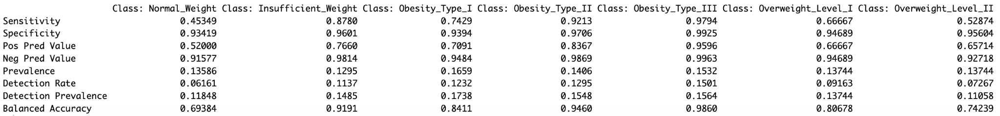 Class: Normal_Weight Class: Insufficient_Weight Class: Obesity_Type_I Class: Obesity_Type_II Class: Obesity_Type_III Class: Overweight_Level_I Class: Overweight_Level_II
Sensitivity 0.45349 0.8780 0.7429 0.9213 0.9794 0.66667 0.52874
Specificity 0.93419 0.9601 0.9394 0.9706 0.9925 0.94689 0.95604
Pos Pred Value 0.52000 0.7660 0.7091 0.8367 0.9596 0.66667 0.65714
Neg Pred Value 0.91577 0.9814 0.9484 0.9869 0.9963 0.94689 0.92718
Prevalence 0.13586 0.1295 0.1659 0.1406 0.1532 0.13744 0.13744
Detection Rate 0.06161 0.1137 0.1232 0.1295 0.1501 0.09163 0.07267
Detection Prevalence 0.11848 0.1485 0.1738 0.1548 0.1564 0.13744 0.11058
Balanced Accuracy 0.69384 0.9191 0.8411 0.9460 0.9860 0.80678 0.74239